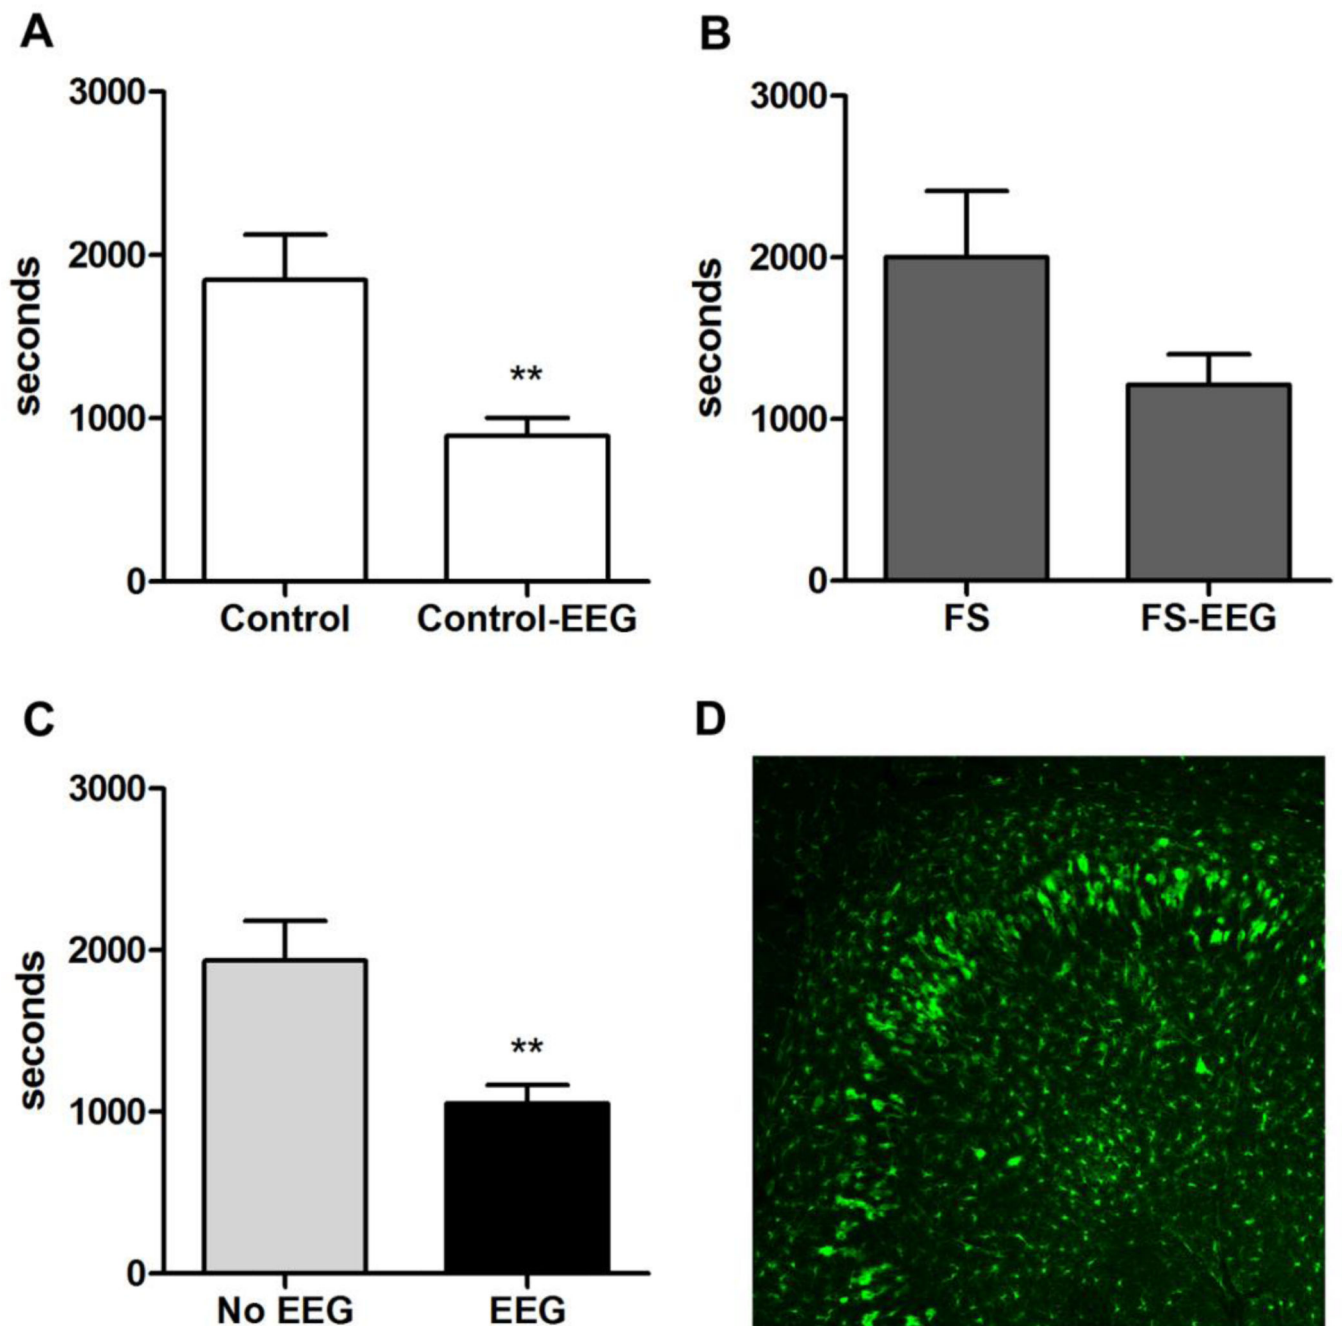 A
3000
2000
1000
0
seconds
**
Control
Control-EEG
B
3000
2000
1000
0
seconds
FS
FS-EEG
C
3000
2000
1000
0
seconds
**
No EEG
EEG
D